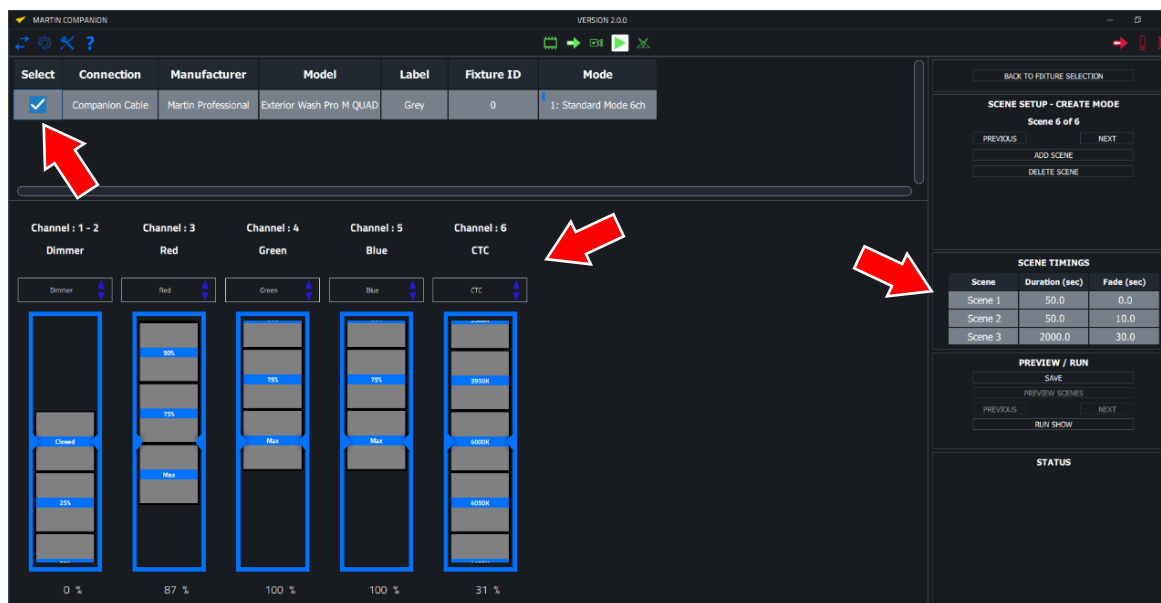 MARTIN COMPANION
VERSION 2.0.0
Select Connection Manufacturer Model Label Fixture ID Mode
Companion Cable Martin Professional Exterior Wash Pro M QUAD Grey 0 1: Standard Mode 6ch
BACK TO FIXTURE SELECTION
SCENE SETUP - CREATE MODE
Scene 6 of 6
PREVIOUS NEXT
ADD SCENE
DELETE SCENE
Channel : 1 - 2 Channel : 3 Channel : 4 Channel : 5 Channel : 6
Dimmer Red Green Blue CTC
Dimmer Red Green Blue CTC
50%
75% 75% 3950K
75%
Closed Max Max 4000K
Max
25% 4050K
0 % 87 % 100 % 100 % 31 %
SCENE TIMINGS
Scene Duration (sec) Fade (sec)
Scene 1 50.0 0.0
Scene 2 50.0 10.0
Scene 3 2000.0 30.0
PREVIEW / RUN
SAVE
PREVIEW SCENES
PREVIOUS NEXT
RUN SHOW
STATUS